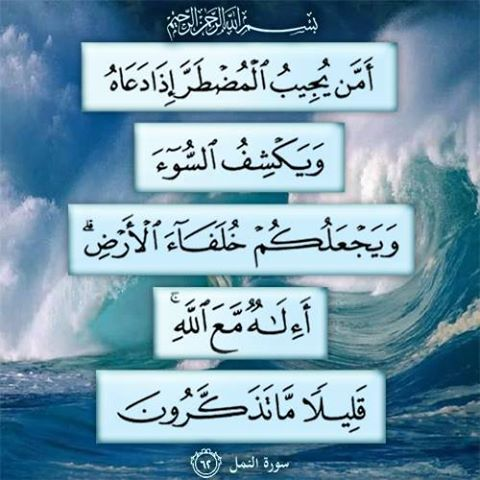 بِسْمِ اللَّهِ الرَّحْمَٰنِ الرَّحِيمِ
أَمَّن يُجِيبُ ٱلْمُضْطَرَّ إِذَا دَعَاهُ
وَيَكْشِفُ ٱلسُّوٓءَ
وَيَجْعَلُكُمْ خُلَفَآءَ ٱلْأَرْضِ ۗ
أَءِلَٰهٌ مَّعَ ٱللَّهِ ۚ
قَلِيلًا مَّا تَذَكَّرُونَ
سورة النمل ٦٢